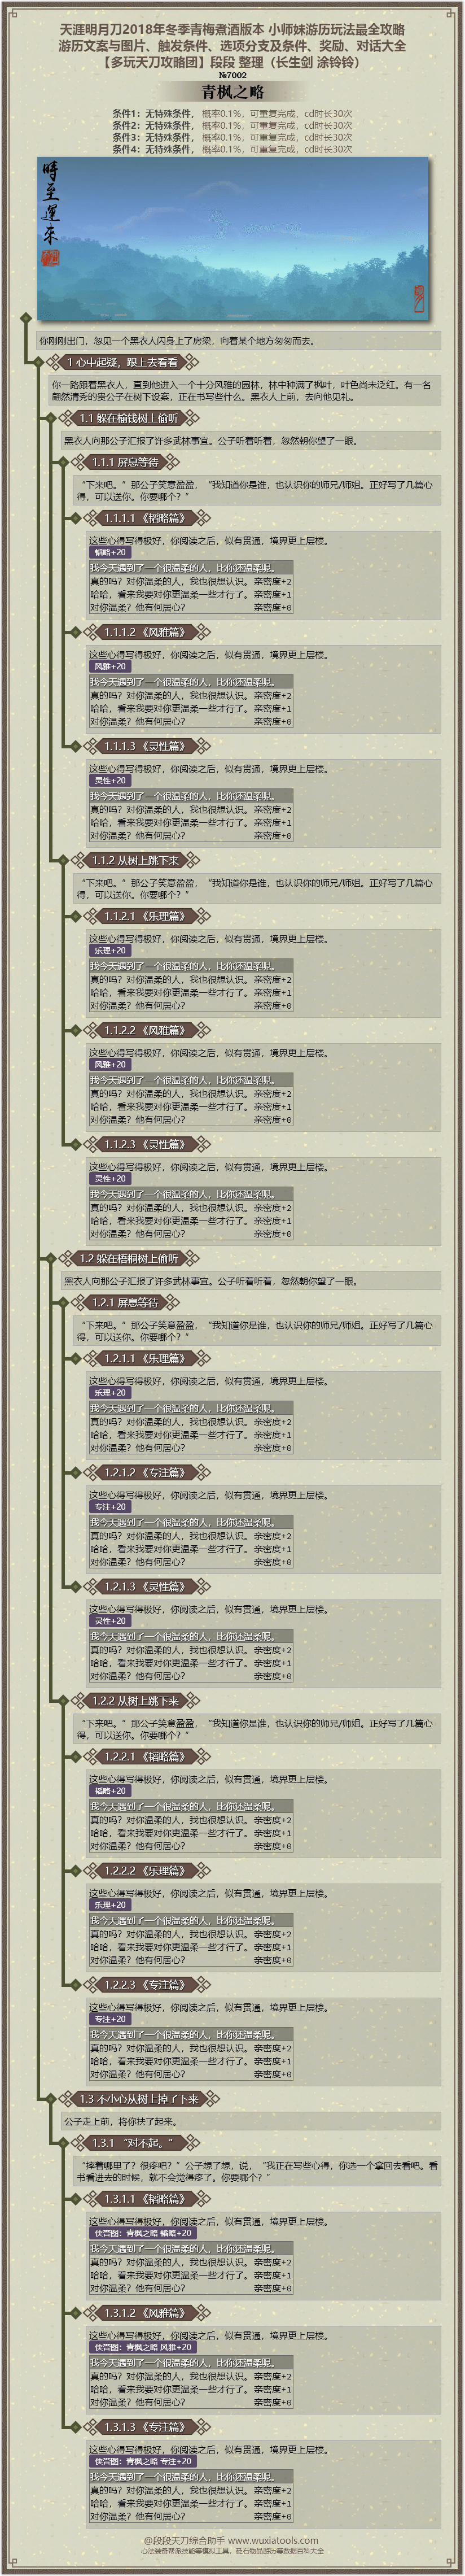 天涯明月刀2018年冬季青梅煮酒版本 小师妹游历玩法最全攻略
游历文案与图片、触发条件、选项分支及条件、奖励、对话大全
【多玩天刀攻略团】段段 整理（长生剑 涂铃铃）
№7002
青枫之略
条件1：无特殊条件， 概率0.1%，可重复完成，cd时长30次
条件2：无特殊条件， 概率0.1%，可重复完成，cd时长30次
条件3：无特殊条件， 概率0.1%，可重复完成，cd时长30次
条件4：无特殊条件， 概率0.1%，可重复完成，cd时长30次
時至運來
你刚刚出门，忽见一个黑衣人闪身上了房梁，向着某个地方匆匆而去。
1 心中起疑，跟上去看看
你一路跟着黑衣人，直到他进入一个十分风雅的园林，林中种满了枫叶，叶色尚未泛红。有一名
翩然清秀的贵公子在树下设案，正在书写些什么。黑衣人上前，去向他见礼。
1.1 躲在榆钱树上偷听
黑衣人向那公子汇报了许多武林事宜。公子听着听着，忽然朝你望了一眼。
1.1.1 屏息等待
“下来吧。”那公子笑意盈盈，“我知道你是谁，也认识你的师兄/师姐。正好写了几篇心
得，可以送你。你要哪个？”
1.1.1.1 《韬略篇》
这些心得写得极好，你阅读之后，似有贯通，境界更上层楼。
韬略+20
我今天遇到了一个很温柔的人，比你还温柔呢。
真的吗？对你温柔的人，我也很想认识。 亲密度+2
哈哈，看来我要对你更温柔一些才行了。 亲密度+1
对你温柔？他有何居心？ 亲密度+0
1.1.1.2 《风雅篇》
这些心得写得极好，你阅读之后，似有贯通，境界更上层楼。
风雅+20
我今天遇到了一个很温柔的人，比你还温柔呢。
真的吗？对你温柔的人，我也很想认识。 亲密度+2
哈哈，看来我要对你更温柔一些才行了。 亲密度+1
对你温柔？他有何居心？ 亲密度+0
1.1.1.3 《灵性篇》
这些心得写得极好，你阅读之后，似有贯通，境界更上层楼。
灵性+20
我今天遇到了一个很温柔的人，比你还温柔呢。
真的吗？对你温柔的人，我也很想认识。 亲密度+2
哈哈，看来我要对你更温柔一些才行了。 亲密度+1
对你温柔？他有何居心？ 亲密度+0
1.1.2 从树上跳下来
“下来吧。”那公子笑意盈盈，“我知道你是谁，也认识你的师兄/师姐。正好写了几篇心
得，可以送你。你要哪个？”
1.1.2.1 《乐理篇》
这些心得写得极好，你阅读之后，似有贯通，境界更上层楼。
乐理+20
我今天遇到了一个很温柔的人，比你还温柔呢。
真的吗？对你温柔的人，我也很想认识。 亲密度+2
哈哈，看来我要对你更温柔一些才行了。 亲密度+1
对你温柔？他有何居心？ 亲密度+0
1.1.2.2 《风雅篇》
这些心得写得极好，你阅读之后，似有贯通，境界更上层楼。
风雅+20
我今天遇到了一个很温柔的人，比你还温柔呢。
真的吗？对你温柔的人，我也很想认识。 亲密度+2
哈哈，看来我要对你更温柔一些才行了。 亲密度+1
对你温柔？他有何居心？ 亲密度+0
1.1.2.3 《灵性篇》
这些心得写得极好，你阅读之后，似有贯通，境界更上层楼。
灵性+20
我今天遇到了一个很温柔的人，比你还温柔呢。
真的吗？对你温柔的人，我也很想认识。 亲密度+2
哈哈，看来我要对你更温柔一些才行了。 亲密度+1
对你温柔？他有何居心？ 亲密度+0
1.2 躲在梧桐树上偷听
黑衣人向那公子汇报了许多武林事宜。公子听着听着，忽然朝你望了一眼。
1.2.1 屏息等待
“下来吧。”那公子笑意盈盈，“我知道你是谁，也认识你的师兄/师姐。正好写了几篇心
得，可以送你。你要哪个？”
1.2.1.1 《乐理篇》
这些心得写得极好，你阅读之后，似有贯通，境界更上层楼。
乐理+20
我今天遇到了一个很温柔的人，比你还温柔呢。
真的吗？对你温柔的人，我也很想认识。 亲密度+2
哈哈，看来我要对你更温柔一些才行了。 亲密度+1
对你温柔？他有何居心？ 亲密度+0
1.2.1.2 《专注篇》
这些心得写得极好，你阅读之后，似有贯通，境界更上层楼。
专注+20
我今天遇到了一个很温柔的人，比你还温柔呢。
真的吗？对你温柔的人，我也很想认识。 亲密度+2
哈哈，看来我要对你更温柔一些才行了。 亲密度+1
对你温柔？他有何居心？ 亲密度+0
1.2.1.3 《灵性篇》
这些心得写得极好，你阅读之后，似有贯通，境界更上层楼。
灵性+20
我今天遇到了一个很温柔的人，比你还温柔呢。
真的吗？对你温柔的人，我也很想认识。 亲密度+2
哈哈，看来我要对你更温柔一些才行了。 亲密度+1
对你温柔？他有何居心？ 亲密度+0
1.2.2 从树上跳下来
“下来吧。”那公子笑意盈盈，“我知道你是谁，也认识你的师兄/师姐。正好写了几篇心
得，可以送你。你要哪个？”
1.2.2.1 《韬略篇》
这些心得写得极好，你阅读之后，似有贯通，境界更上层楼。
韬略+20
我今天遇到了一个很温柔的人，比你还温柔呢。
真的吗？对你温柔的人，我也很想认识。 亲密度+2
哈哈，看来我要对你更温柔一些才行了。 亲密度+1
对你温柔？他有何居心？ 亲密度+0
1.2.2.2 《乐理篇》
这些心得写得极好，你阅读之后，似有贯通，境界更上层楼。
乐理+20
我今天遇到了一个很温柔的人，比你还温柔呢。
真的吗？对你温柔的人，我也很想认识。 亲密度+2
哈哈，看来我要对你更温柔一些才行了。 亲密度+1
对你温柔？他有何居心？ 亲密度+0
1.2.2.3 《专注篇》
这些心得写得极好，你阅读之后，似有贯通，境界更上层楼。
专注+20
我今天遇到了一个很温柔的人，比你还温柔呢。
真的吗？对你温柔的人，我也很想认识。 亲密度+2
哈哈，看来我要对你更温柔一些才行了。 亲密度+1
对你温柔？他有何居心？ 亲密度+0
1.3 不小心从树上掉了下来
公子走上前，将你扶了起来。
1.3.1 “对不起。”
“摔着哪里了？很疼吧？”公子想了想，说，“我正在写些心得，你选一个拿回去看吧。看
书看进去的时候，就不会觉得疼了。你要哪个？”
1.3.1.1 《韬略篇》
这些心得写得极好，你阅读之后，似有贯通，境界更上层楼。
侠客图：青枫之略 韬略+20
我今天遇到了一个很温柔的人，比你还温柔呢。
真的吗？对你温柔的人，我也很想认识。 亲密度+2
哈哈，看来我要对你更温柔一些才行了。 亲密度+1
对你温柔？他有何居心？ 亲密度+0
1.3.1.2 《风雅篇》
这些心得写得极好，你阅读之后，似有贯通，境界更上层楼。
侠客图：青枫之略 风雅+20
我今天遇到了一个很温柔的人，比你还温柔呢。
真的吗？对你温柔的人，我也很想认识。 亲密度+2
哈哈，看来我要对你更温柔一些才行了。 亲密度+1
对你温柔？他有何居心？ 亲密度+0
1.3.1.3 《专注篇》
这些心得写得极好，你阅读之后，似有贯通，境界更上层楼。
侠客图：青枫之略 专注+20
我今天遇到了一个很温柔的人，比你还温柔呢。
真的吗？对你温柔的人，我也很想认识。 亲密度+2
哈哈，看来我要对你更温柔一些才行了。 亲密度+1
对你温柔？他有何居心？ 亲密度+0
@段段天刀综合助手 www.wuxiatools.com
心法装备帮派技能等模拟工具、砭石物品游历等数据百科大全